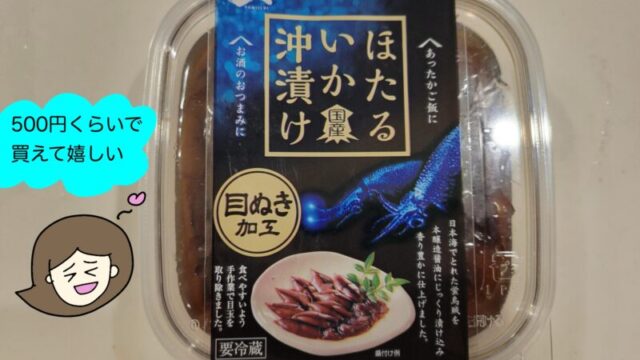 500円くらいで
買えて嬉しい
ほたる
いか
国産
沖漬け
あったかご飯に
お酒のおつまみに
目ぬき
加工
日本海でとれた蛍烏賊を
本醸造醤油にじっくり漬け込み
香り豊かに仕上げました。
食べやすいよう
手作業で目玉を
取り除きました。
要冷蔵
盛付け例